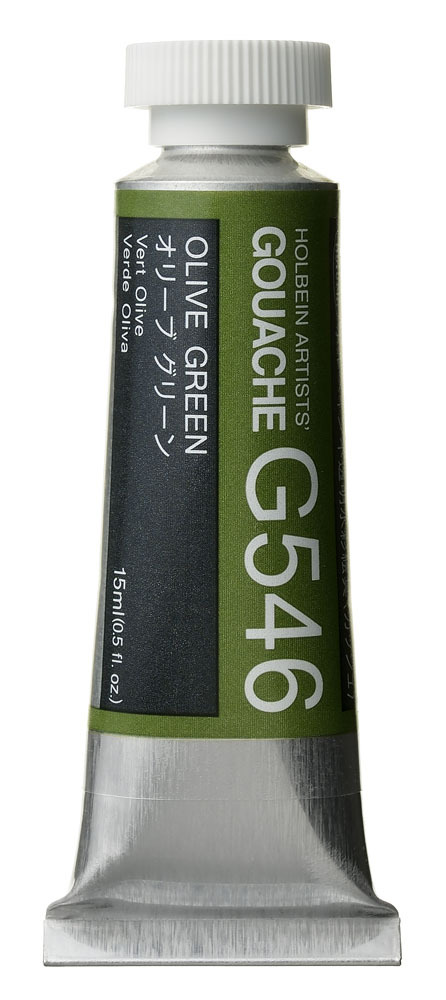 HOLBEIN ARTISTS'
GOUACHE G546
OLIVE GREEN
オリーブ グリーン
Vert Olive
Verde Oliva
15ml(0.5 fl. oz.)